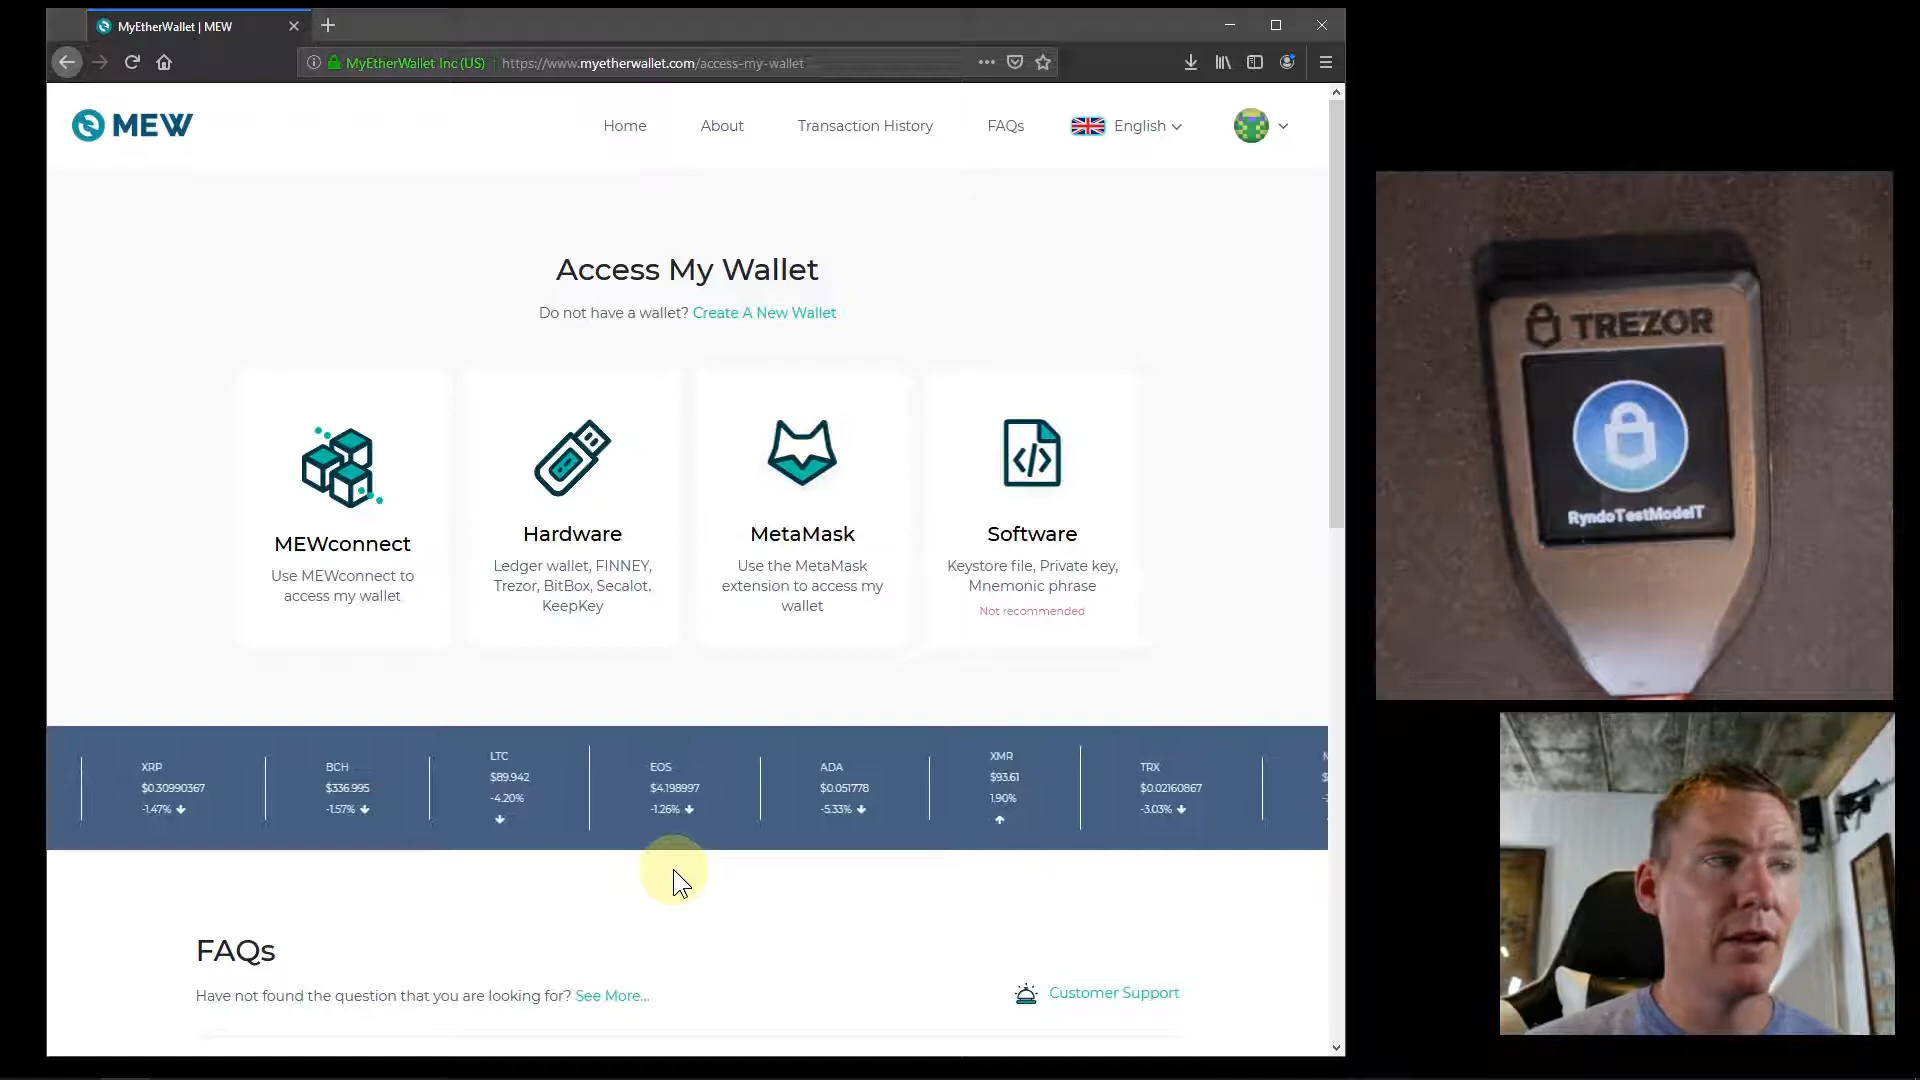 MyEtherWallet | MEW
MyEtherWallet Inc (US)
https://www.myetherwallet.com/access-my-wallet
MEW
Home
About
Transaction History
FAQs
English
Access My Wallet
Do not have a wallet? Create A New Wallet
MEWconnect
Use MEWconnect to
access my wallet
Hardware
Ledger wallet, FINNEY,
Trezor, BitBox, Secalot,
KeepKey
MetaMask
Use the MetaMask
extension to access my
wallet
Software
Keystore file, Private key,
Mnemonic phrase
Not recommended
XRP
$0.30990367
-1.47%
BCH
$336.995
-1.57%
LTC
$89.942
-4.20%
EOS
$4.198997
-1.26%
ADA
$0.051778
-5.33%
XMR
$93.61
1.90%
TRX
$0.02160867
-3.03%
FAQs
Have not found the question that you are looking for? See More...
Customer Support
TREZOR
RyndoTestModelT